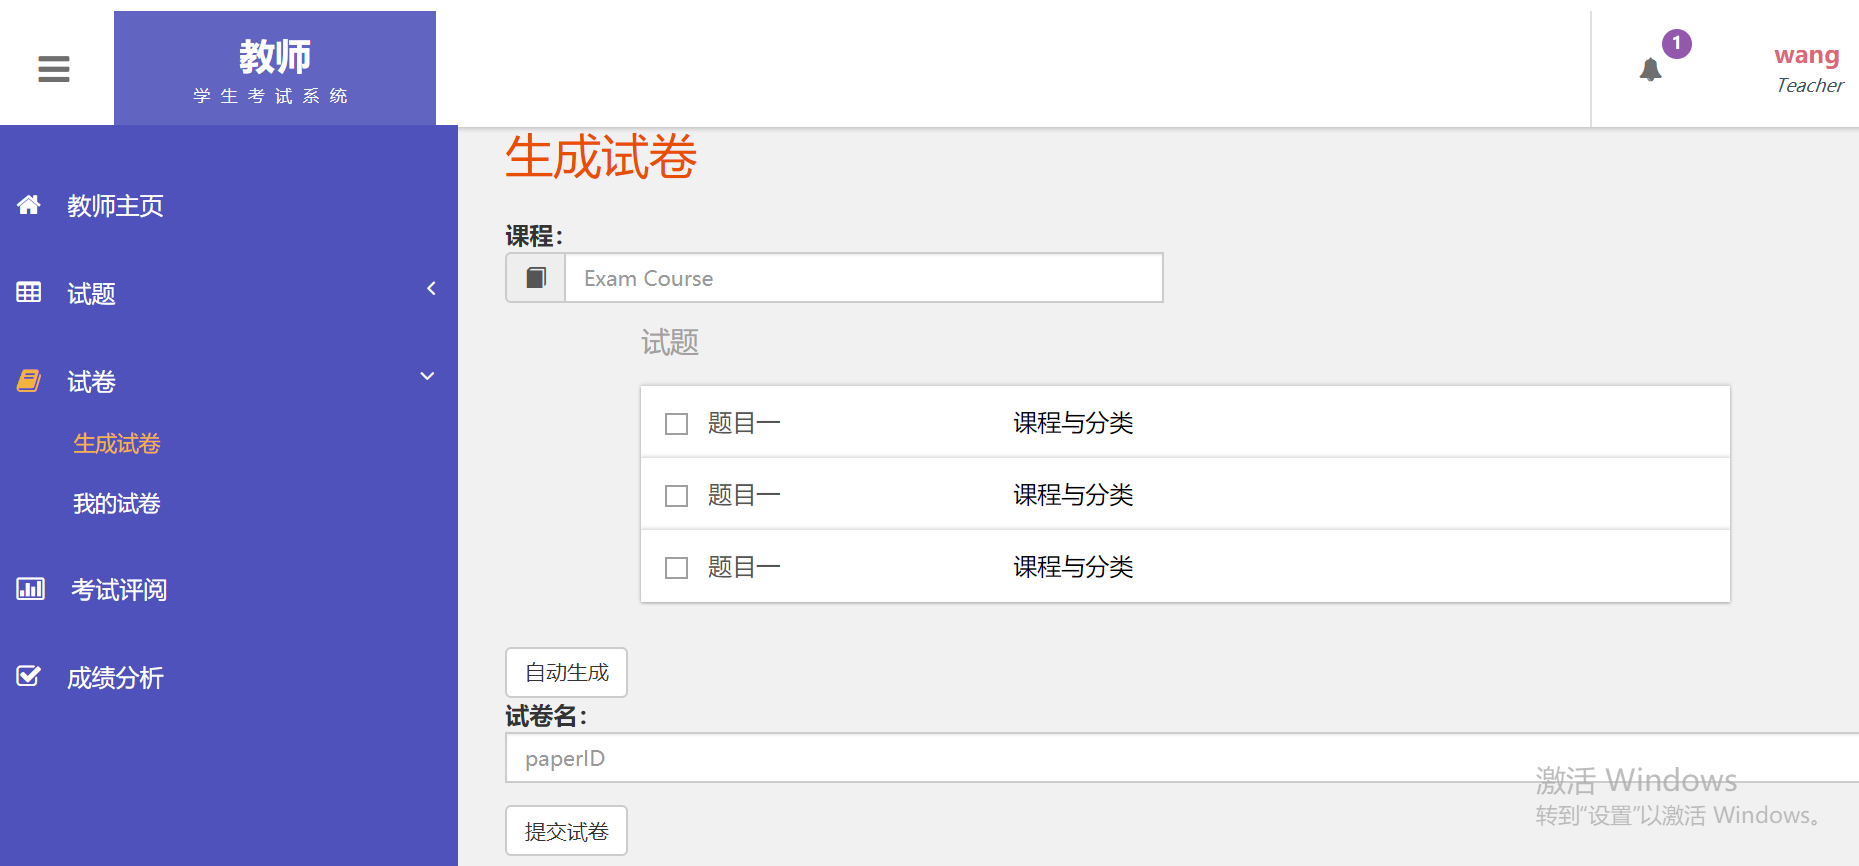 教师
学生考试系统
1
wang
Teacher
教师主页
试题
试卷
生成试卷
我的试卷
考试评阅
成绩分析
生成试卷
课程：
Exam Course
试题
题目一 课程与分类
题目一 课程与分类
题目一 课程与分类
自动生成
试卷名：
paperID
提交试卷
激活 Windows
转到“设置”以激活 Windows。